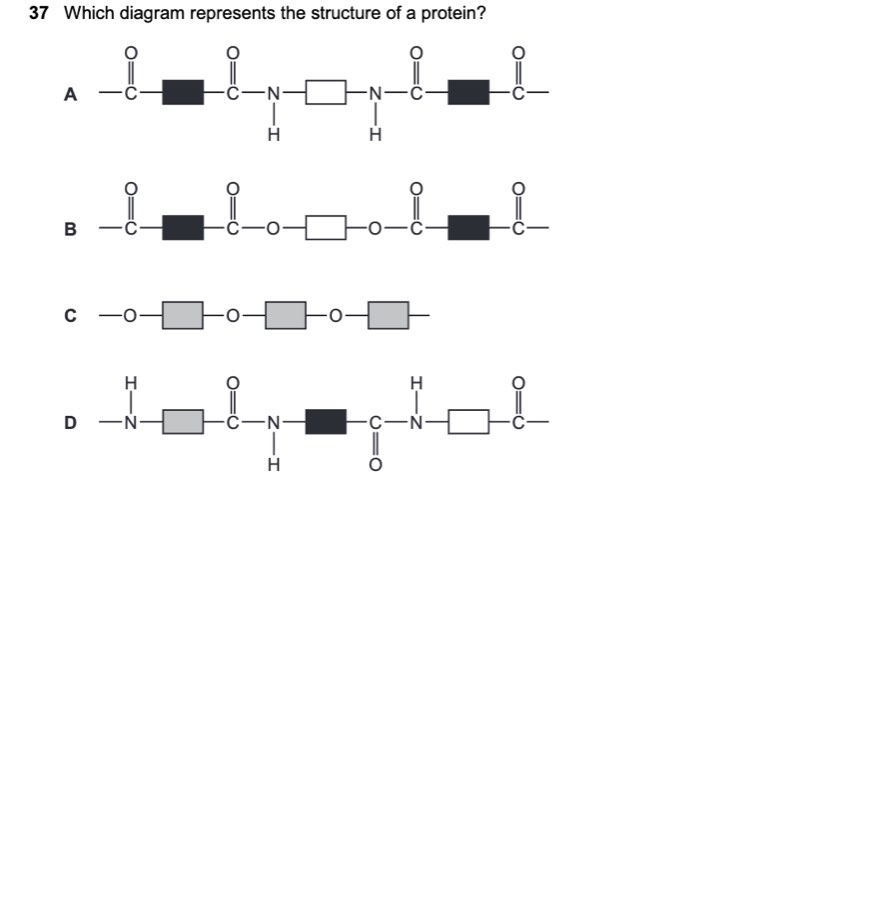 37 Which diagram represents the structure of a protein?
O O O O
A C C N N C C
H H
O O O O
B C C O O C C
C O O O
H O H O
D N C N C N C
H O